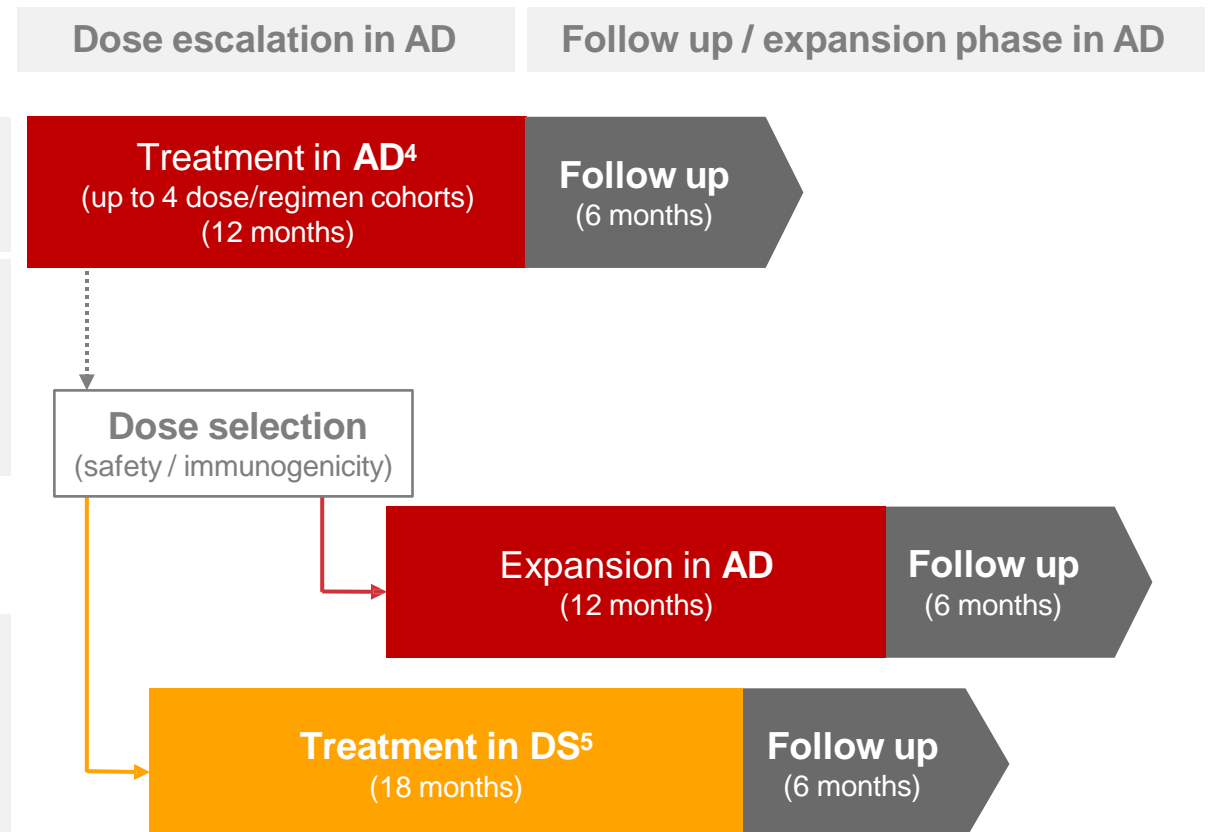 Dose escalation in AD
Follow up / expansion phase in AD
Treatment in AD⁴
(up to 4 dose/regimen cohorts)
(12 months)
Follow up
(6 months)
Dose selection
(safety / immunogenicity)
Expansion in AD
(12 months)
Follow up
(6 months)
Treatment in DS⁵
(18 months)
Follow up
(6 months)